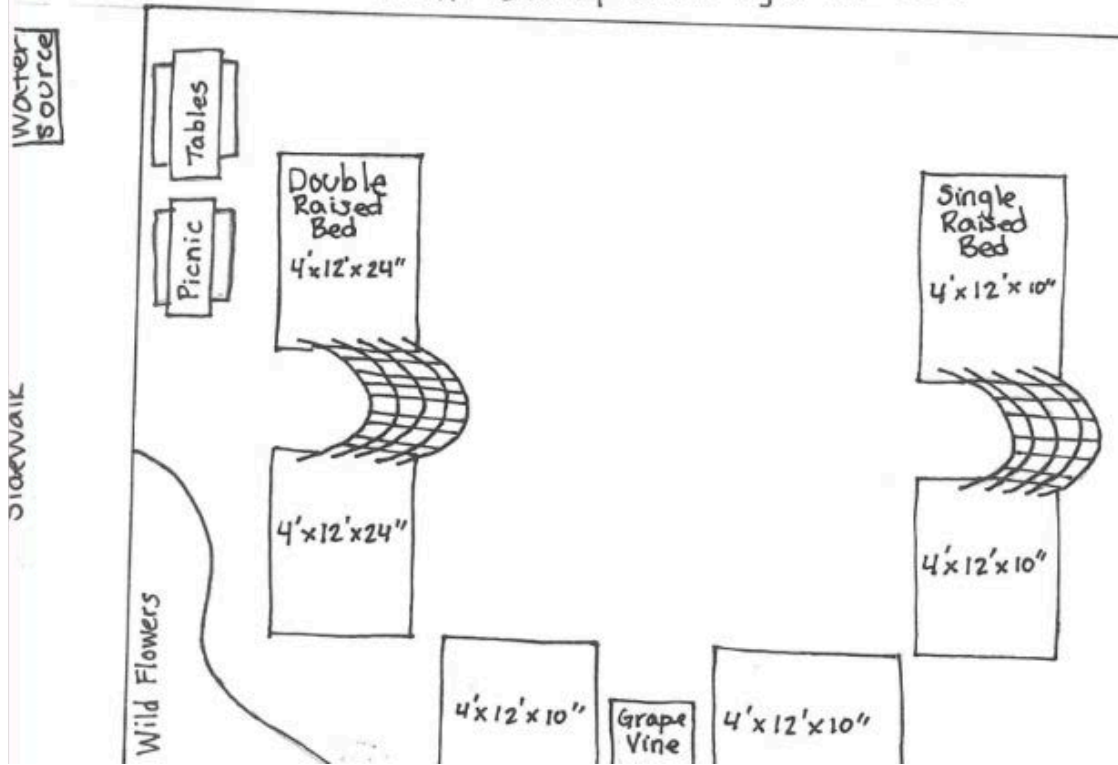 Water
source
Tables
Picnic
Double
Raised
Bed
4'x12'x24"
Single
Raised
Bed
4'x12'x10"
Sidewalk
4'x12'x24"
4'x12'x10"
Wild Flowers
4'x12'x10"
Grape
Vine
4'x12'x10"